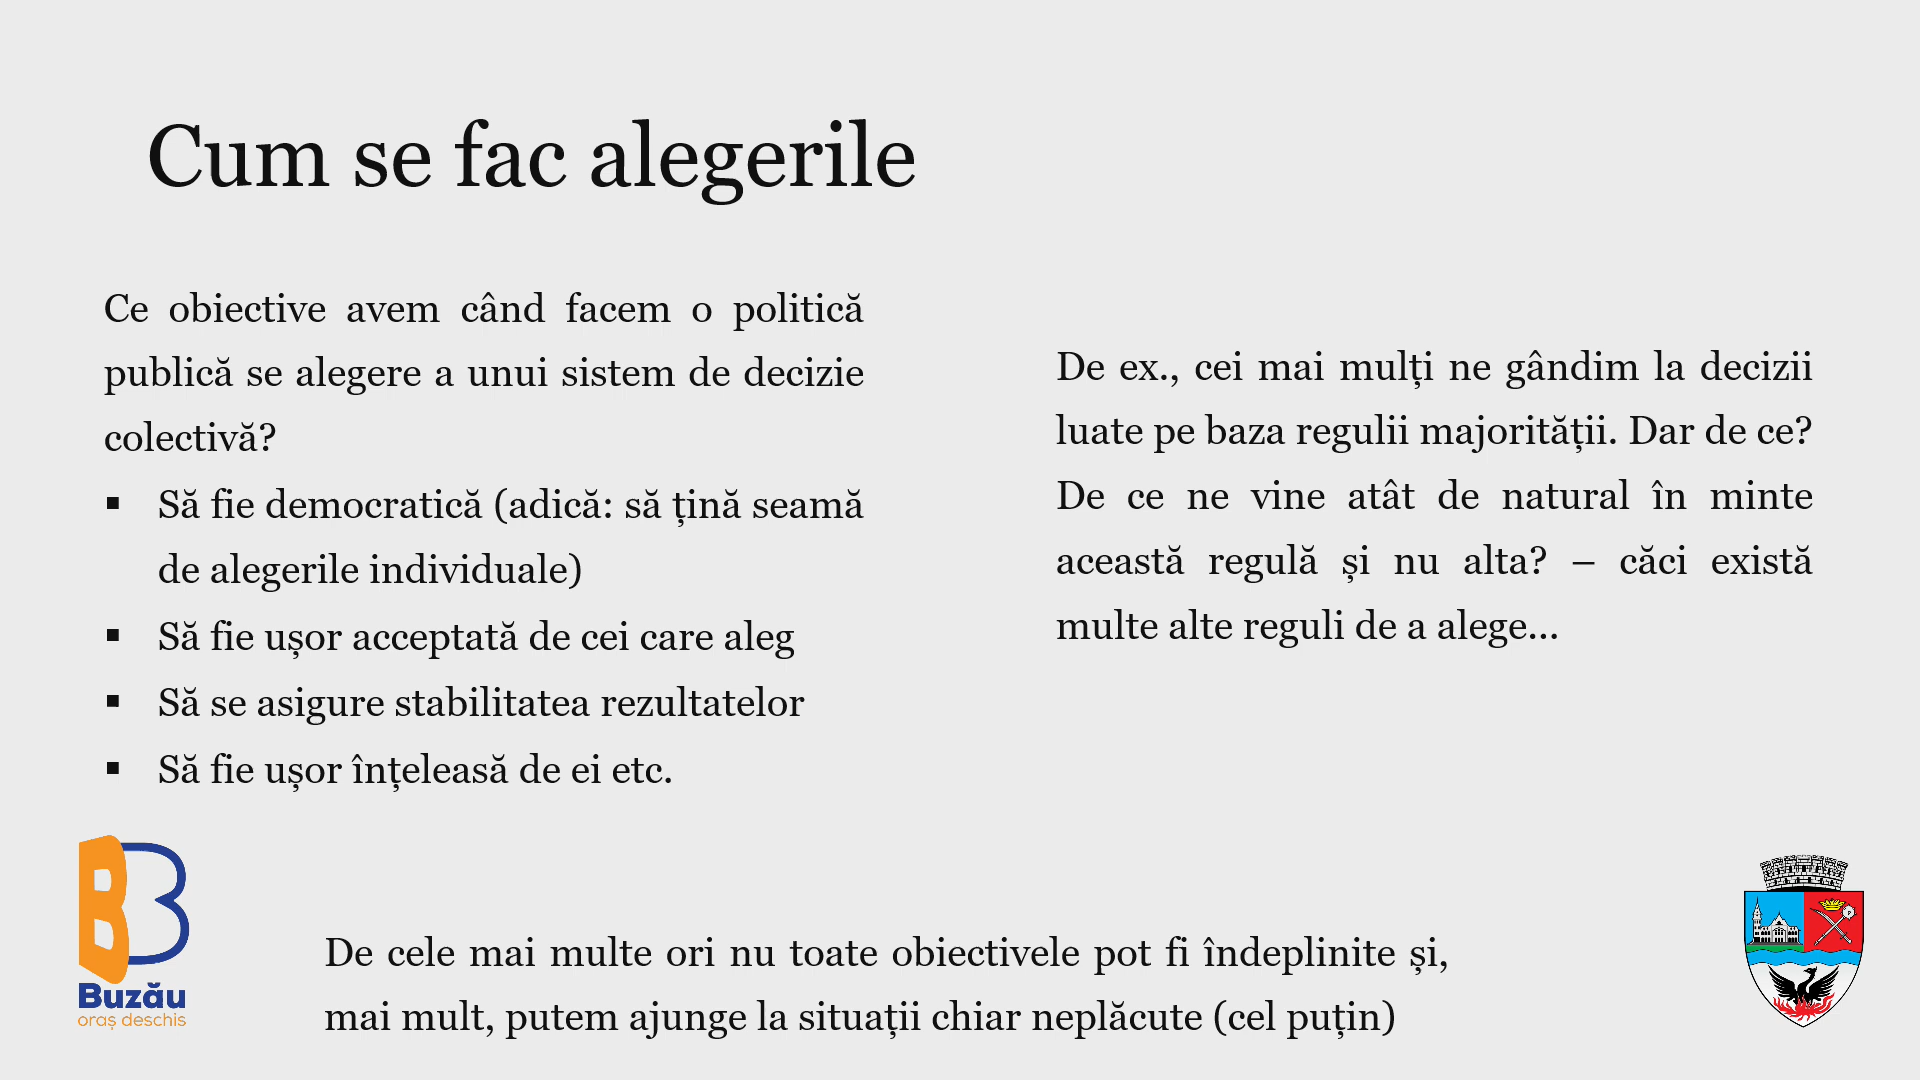 Cum se fac alegerile
Ce obiective avem când facem o politică
publică se alegere a unui sistem de decizie
colectivă?
▪ Să fie democratică (adică: să țină seamă
de alegerile individuale)
▪ Să fie ușor acceptată de cei care aleg
▪ Să se asigure stabilitatea rezultatelor
▪ Să fie ușor înțeleasă de ei etc.
De ex., cei mai mulți ne gândim la decizii
luate pe baza regulii majorității. Dar de ce?
De ce ne vine atât de natural în minte
această regulă și nu alta? – căci există
multe alte reguli de a alege...
De cele mai multe ori nu toate obiectivele pot fi îndeplinite și,
mai mult, putem ajunge la situații chiar neplăcute (cel puțin)
Buzău
oraș deschis